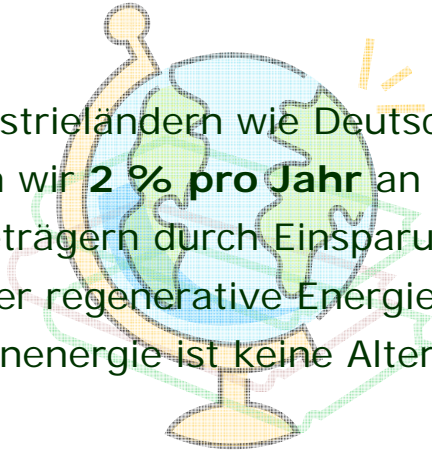 strieländern wie Deutsc
wir 2 % pro Jahr an
trägern durch Einsparu
er regenerative Energie
nenergie ist keine Alter